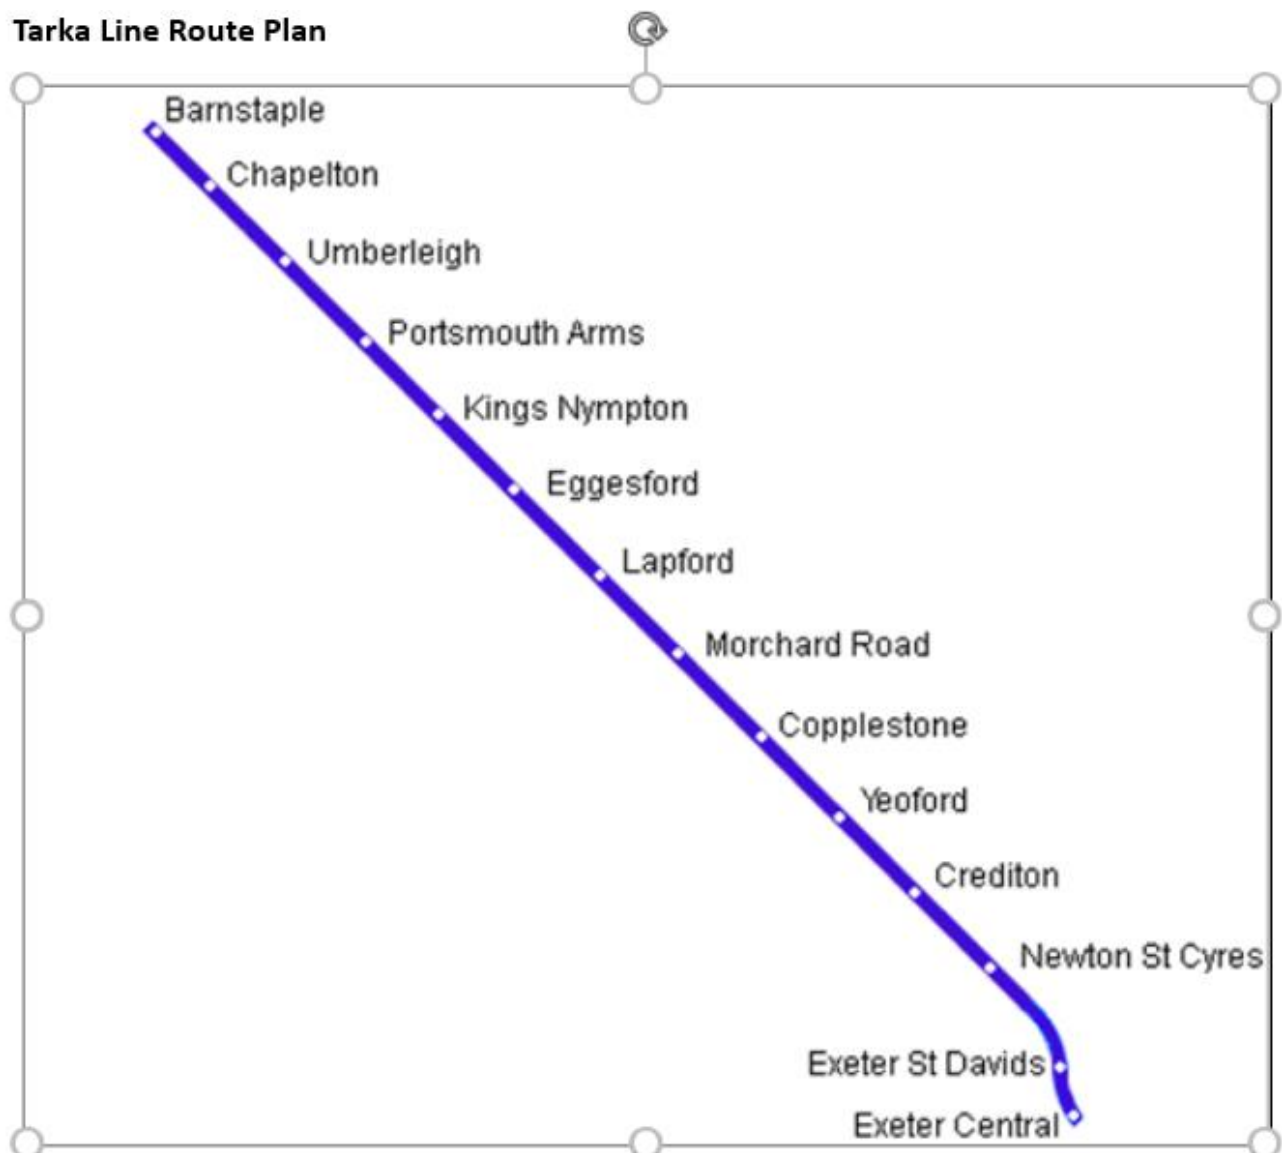 Tarka Line Route Plan
Barnstaple
Chapelton
Umberleigh
Portsmouth Arms
Kings Nympton
Eggesford
Lapford
Morchard Road
Copplestone
Yeoford
Crediton
Newton St Cyres
Exeter St Davids
Exeter Central